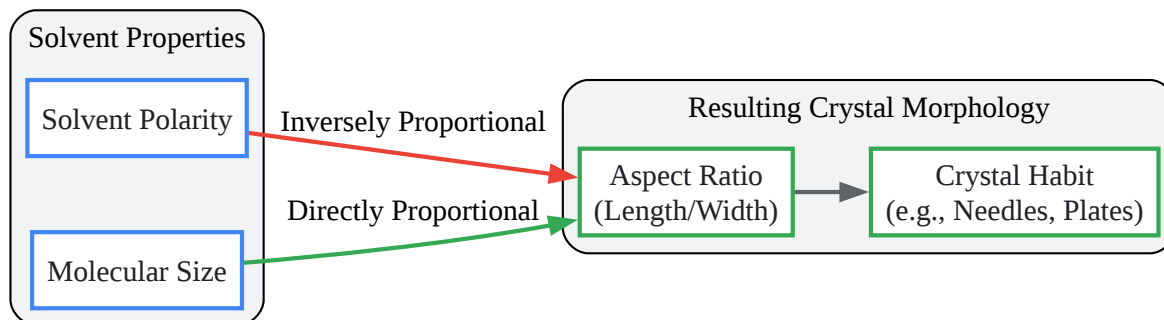 Solvent Properties
Solvent Polarity
Molecular Size
Inversely Proportional
Directly Proportional
Resulting Crystal Morphology
Aspect Ratio
(Length/Width)
Crystal Habit
(e.g., Needles, Plates)